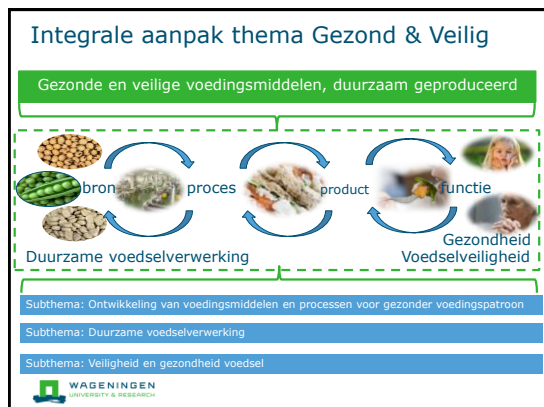 Integrale aanpak thema Gezond & Veilig
Gezonde en veilige voedingsmiddelen, duurzaam geproduceerd
bron proces product functie
Duurzame voedselverwerking
Gezondheid
Voedselveiligheid
Subthema: Ontwikkeling van voedingsmiddelen en processen voor gezonder voedingspatroon
Subthema: Duurzame voedselverwerking
Subthema: Veiligheid en gezondheid voedsel
WAGENINGEN
UNIVERSITY & RESEARCH